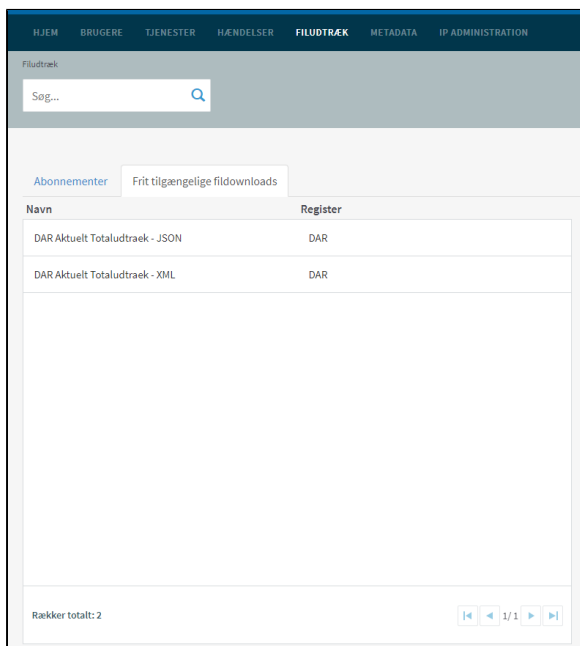 HJEM BRUGERE TJENESTER HÆNDELSER FILUDTRÆK METADATA IP ADMINISTRATION
Filudtræk
Søg...
Abonnementer Frit tilgængelige fildownloads
Navn Register
DAR Aktuelt Totaludtraek - JSON DAR
DAR Aktuelt Totaludtraek - XML DAR
Rækker totalt: 2 1/ 1